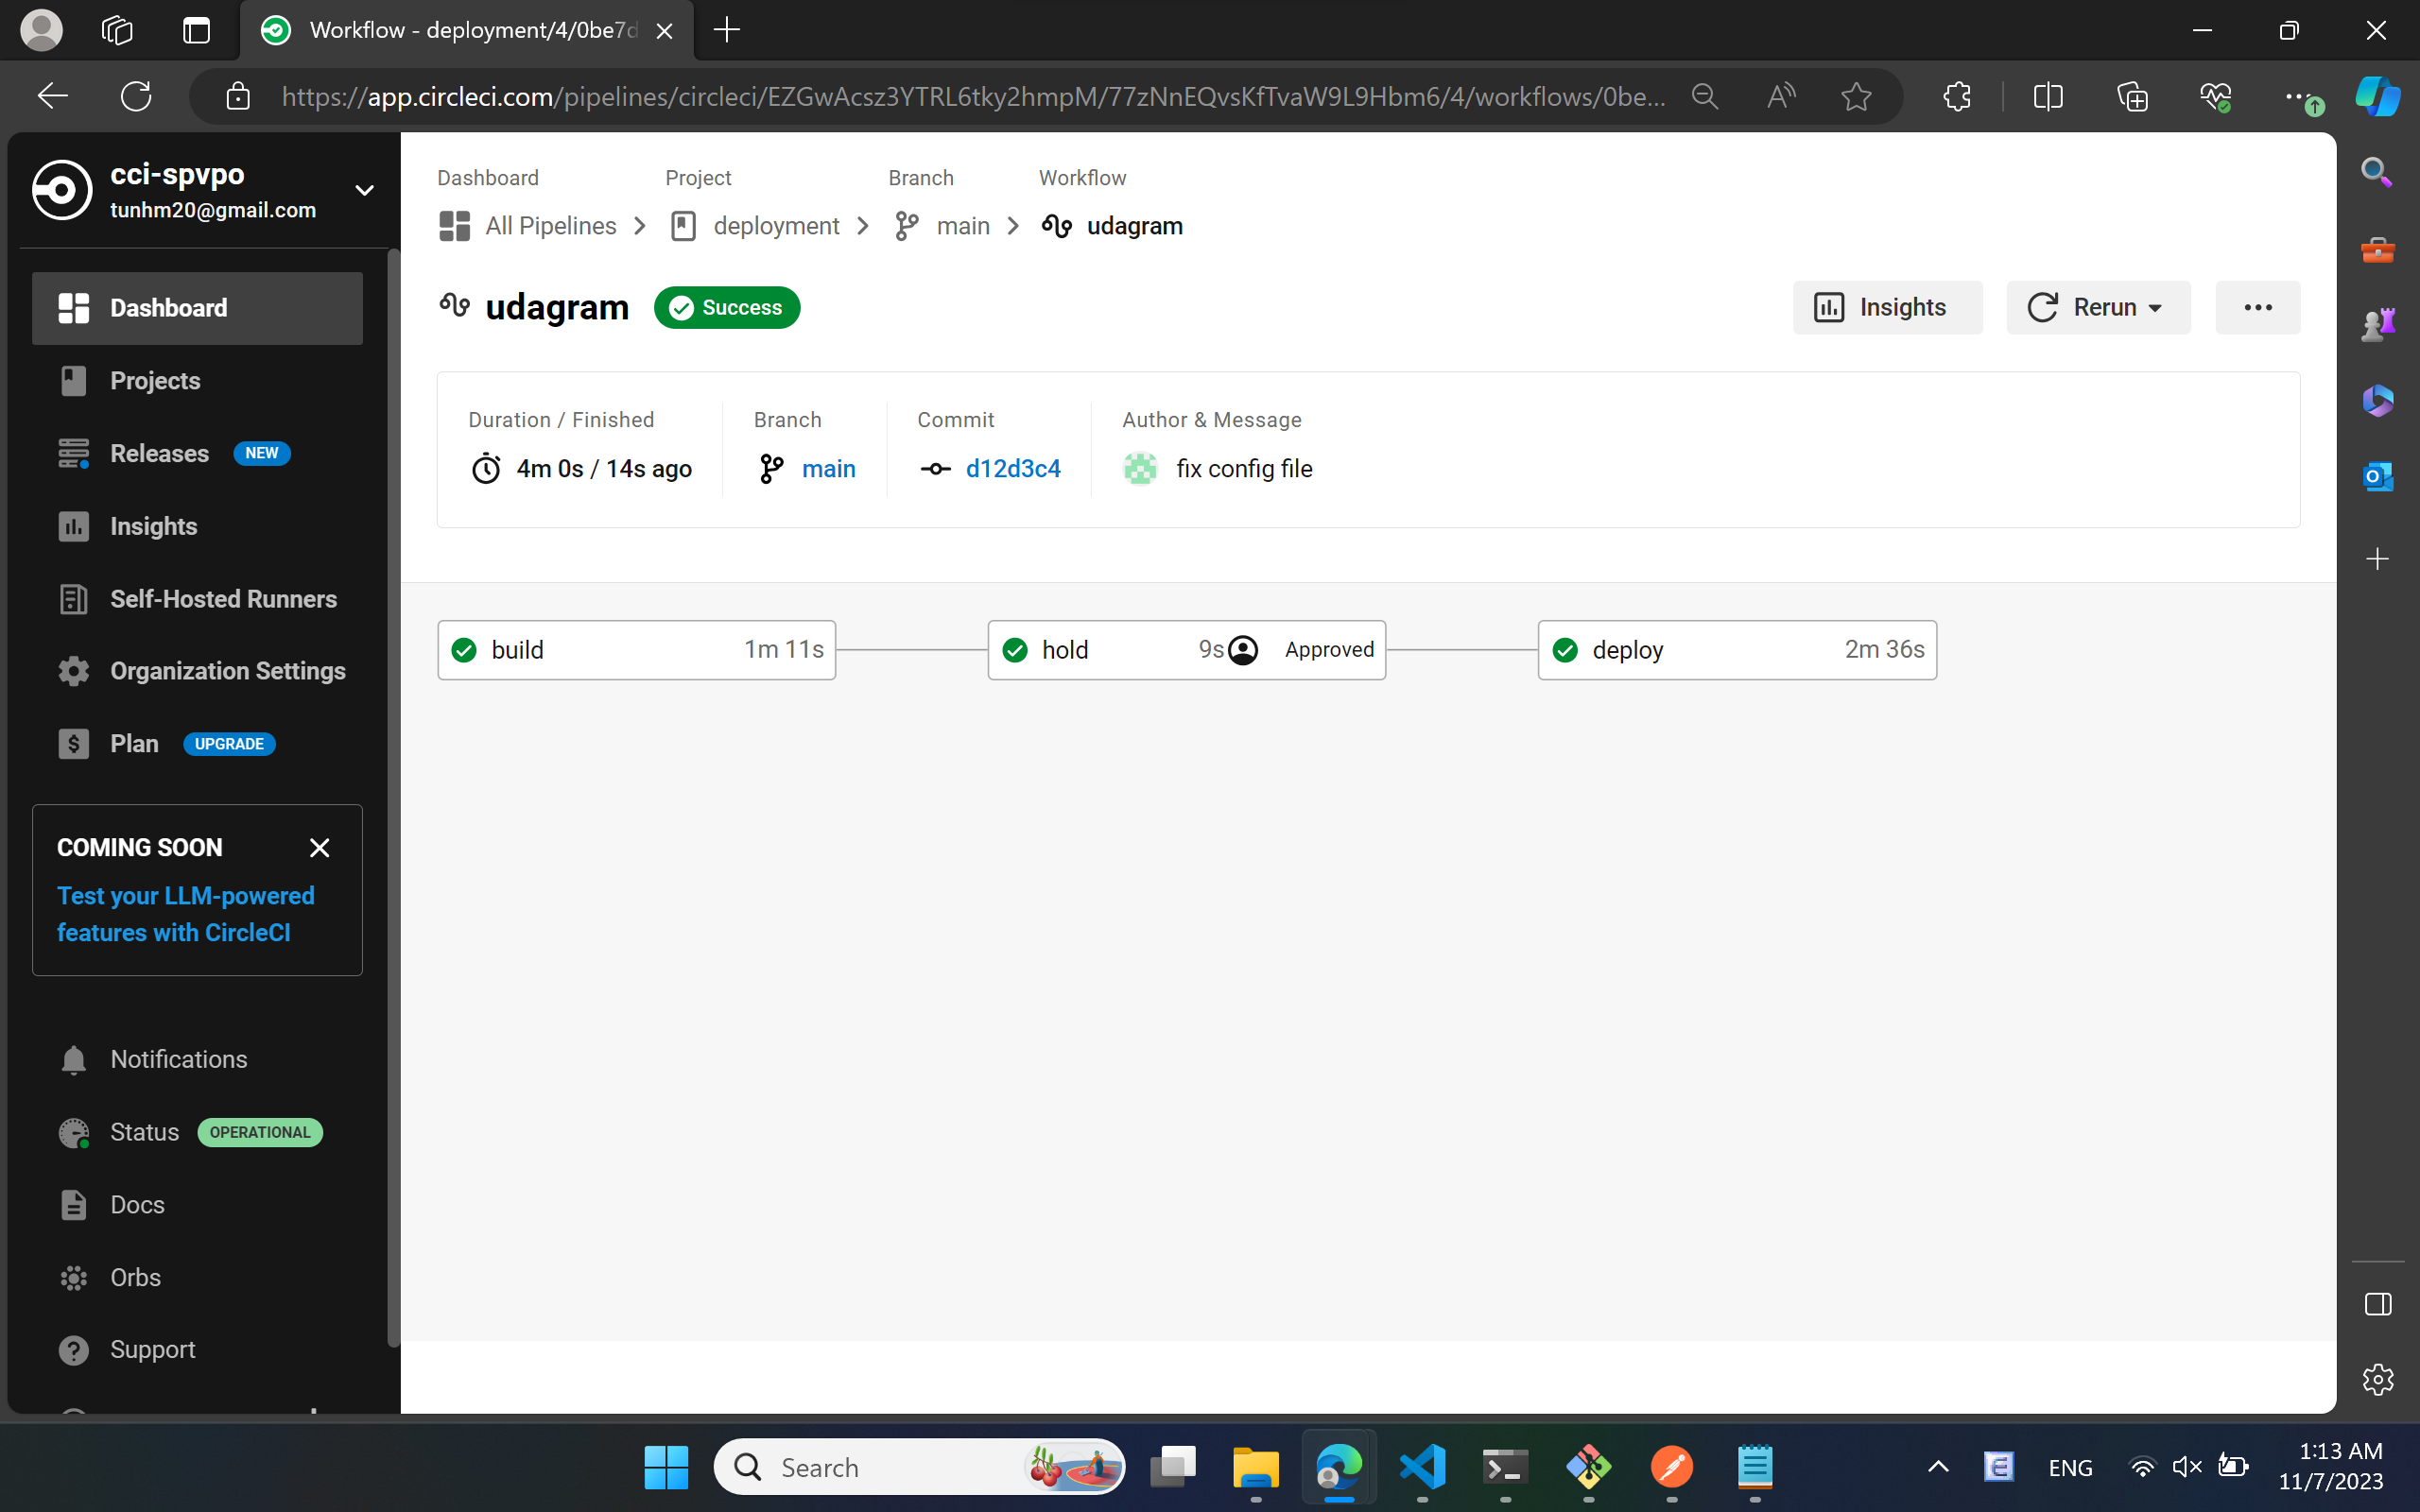 Workflow - deployment/4/0be7d
https://app.circleci.com/pipelines/circleci/EZGwAcsz3YTRL6tky2hmpM/77zNnEQvsKfTvaW9L9Hbm6/4/workflows/0be...
cci-spvpo
tunhm20@gmail.com
Dashboard
Projects
Releases NEW
Insights
Self-Hosted Runners
Organization Settings
Plan UPGRADE
COMING SOON
Test your LLM-powered
features with CircleCI
Notifications
Status OPERATIONAL
Docs
Orbs
Support
Dashboard Project Branch Workflow
All Pipelines deployment main udagram
udagram Success
Insights Rerun
Duration / Finished Branch Commit Author & Message
4m 0s / 14s ago main d12d3c4 fix config file
build 1m 11s hold 9s Approved deploy 2m 36s
Search
ENG
1:13 AM
11/7/2023